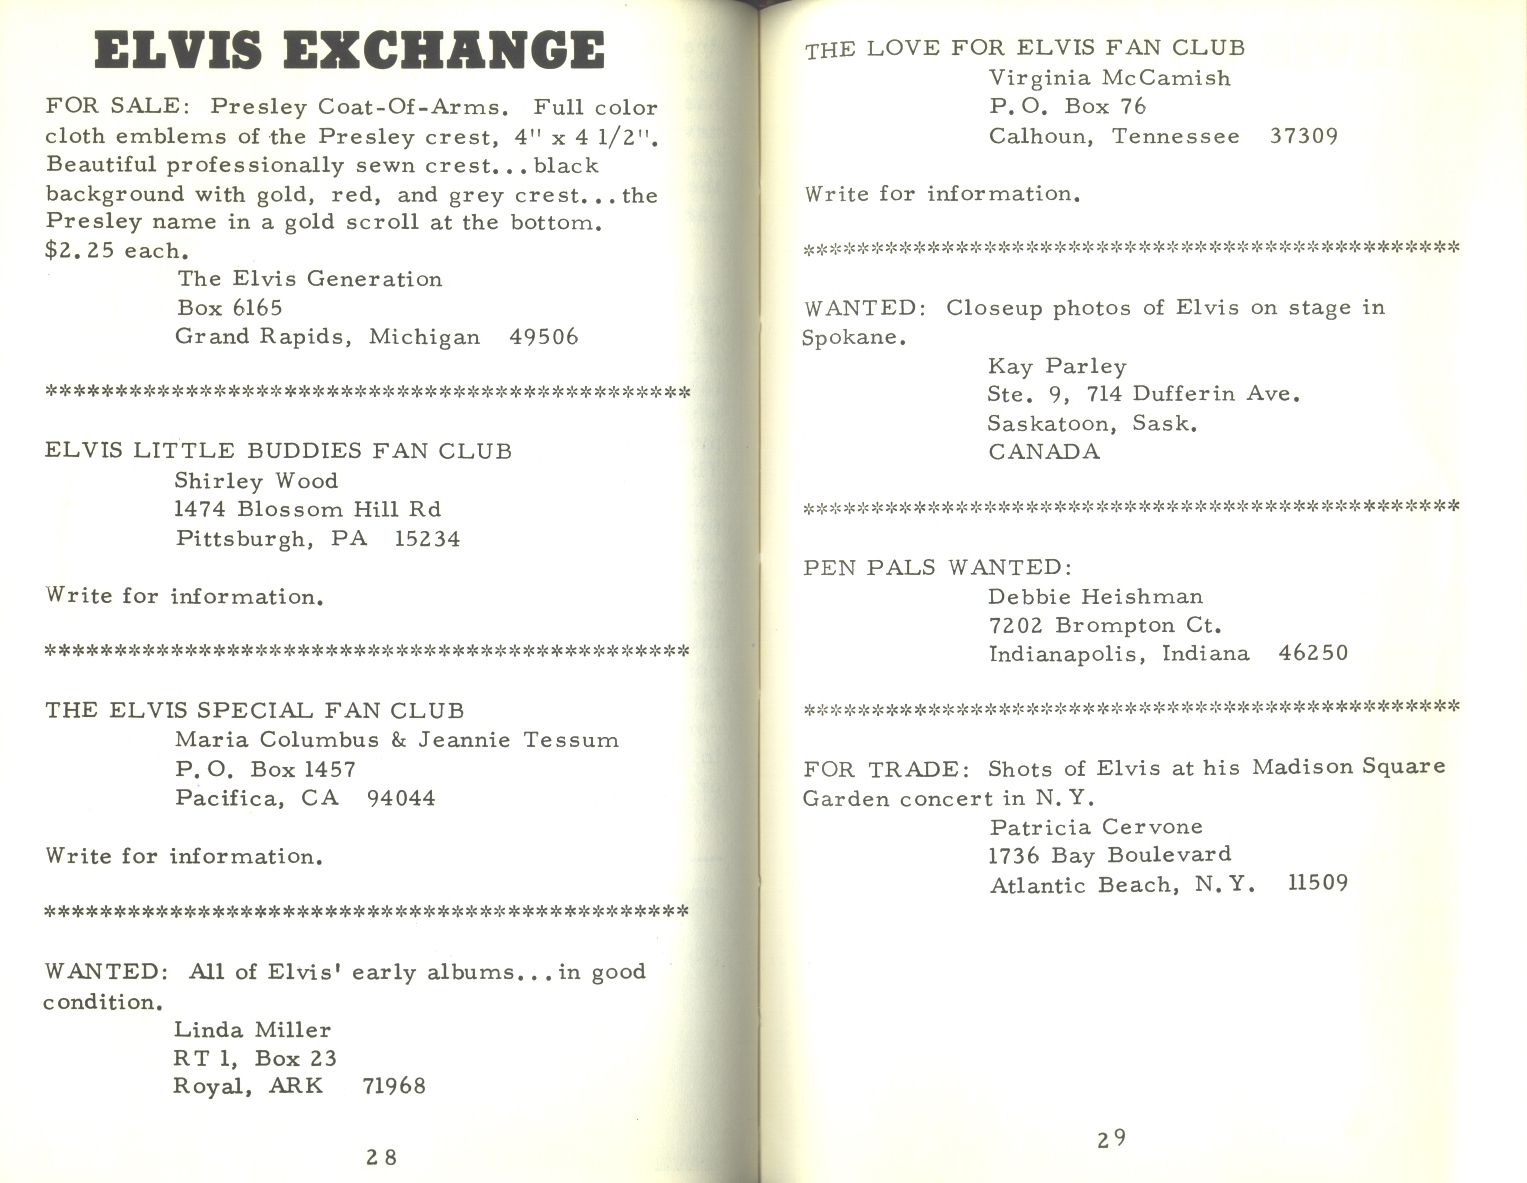 ELVIS EXCHANGE
FOR SALE: Presley Coat-Of-Arms. Full color
cloth emblems of the Presley crest, 4" x 4 1/2".
Beautiful professionally sewn crest...black
background with gold, red, and grey crest...the
Presley name in a gold scroll at the bottom.
$2.25 each.
The Elvis Generation
Box 6165
Grand Rapids, Michigan 49506
**********************************************
ELVIS LITTLE BUDDIES FAN CLUB
Shirley Wood
1474 Blossom Hill Rd
Pittsburgh, PA 15234
Write for information.
**********************************************
THE ELVIS SPECIAL FAN CLUB
Maria Columbus & Jeannie Tessum
P.O. Box 1457
Pacifica, CA 94044
Write for information.
**********************************************
WANTED: All of Elvis' early albums...in good
condition.
Linda Miller
RT 1, Box 23
Royal, ARK 71968
28
THE LOVE FOR ELVIS FAN CLUB
Virginia McCamish
P.O. Box 76
Calhoun, Tennessee 37309
Write for information.
***********************************************
WANTED: Closeup photos of Elvis on stage in
Spokane.
Kay Parley
Ste. 9, 714 Dufferin Ave.
Saskatoon, Sask.
CANADA
***********************************************
PEN PALS WANTED:
Debbie Heishman
7202 Brompton Ct.
Indianapolis, Indiana 46250
***********************************************
FOR TRADE: Shots of Elvis at his Madison Square
Garden concert in N.Y.
Patricia Cervone
1736 Bay Boulevard
Atlantic Beach, N.Y. 11509
29